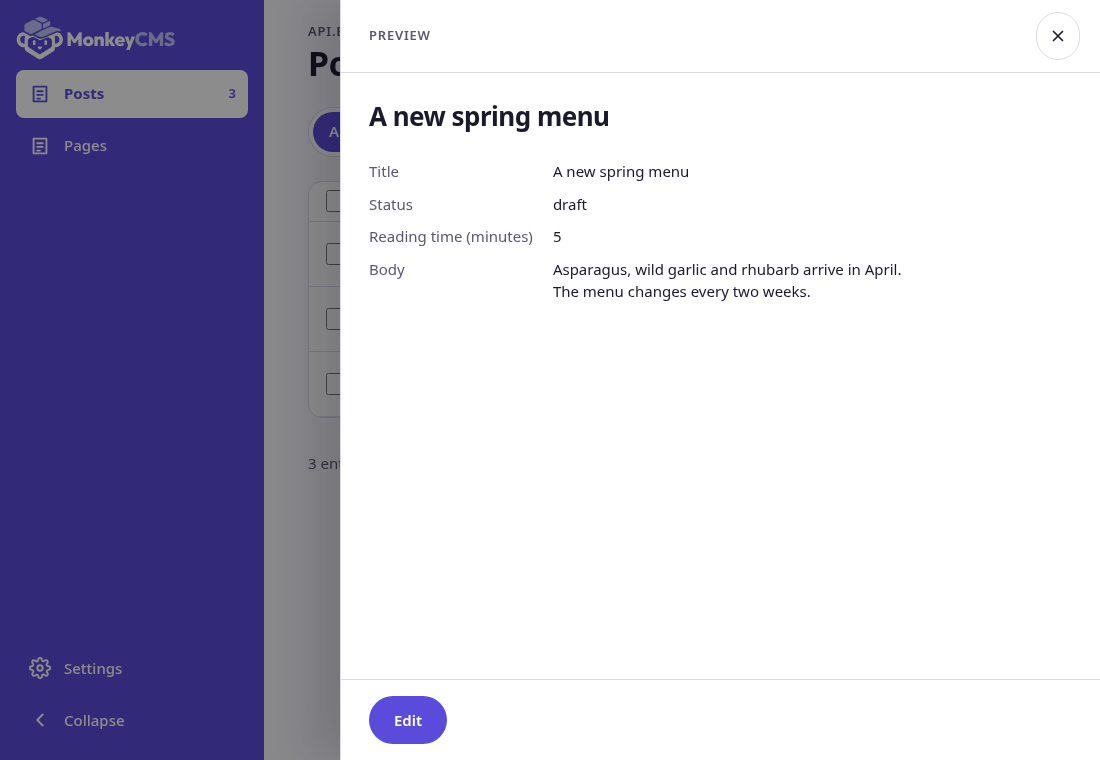 MonkeyCMS
Posts 3
Pages
Settings
Collapse
3
PREVIEW
A new spring menu
Title A new spring menu
Status draft
Reading time (minutes) 5
Body Asparagus, wild garlic and rhubarb arrive in April.
The menu changes every two weeks.
Edit